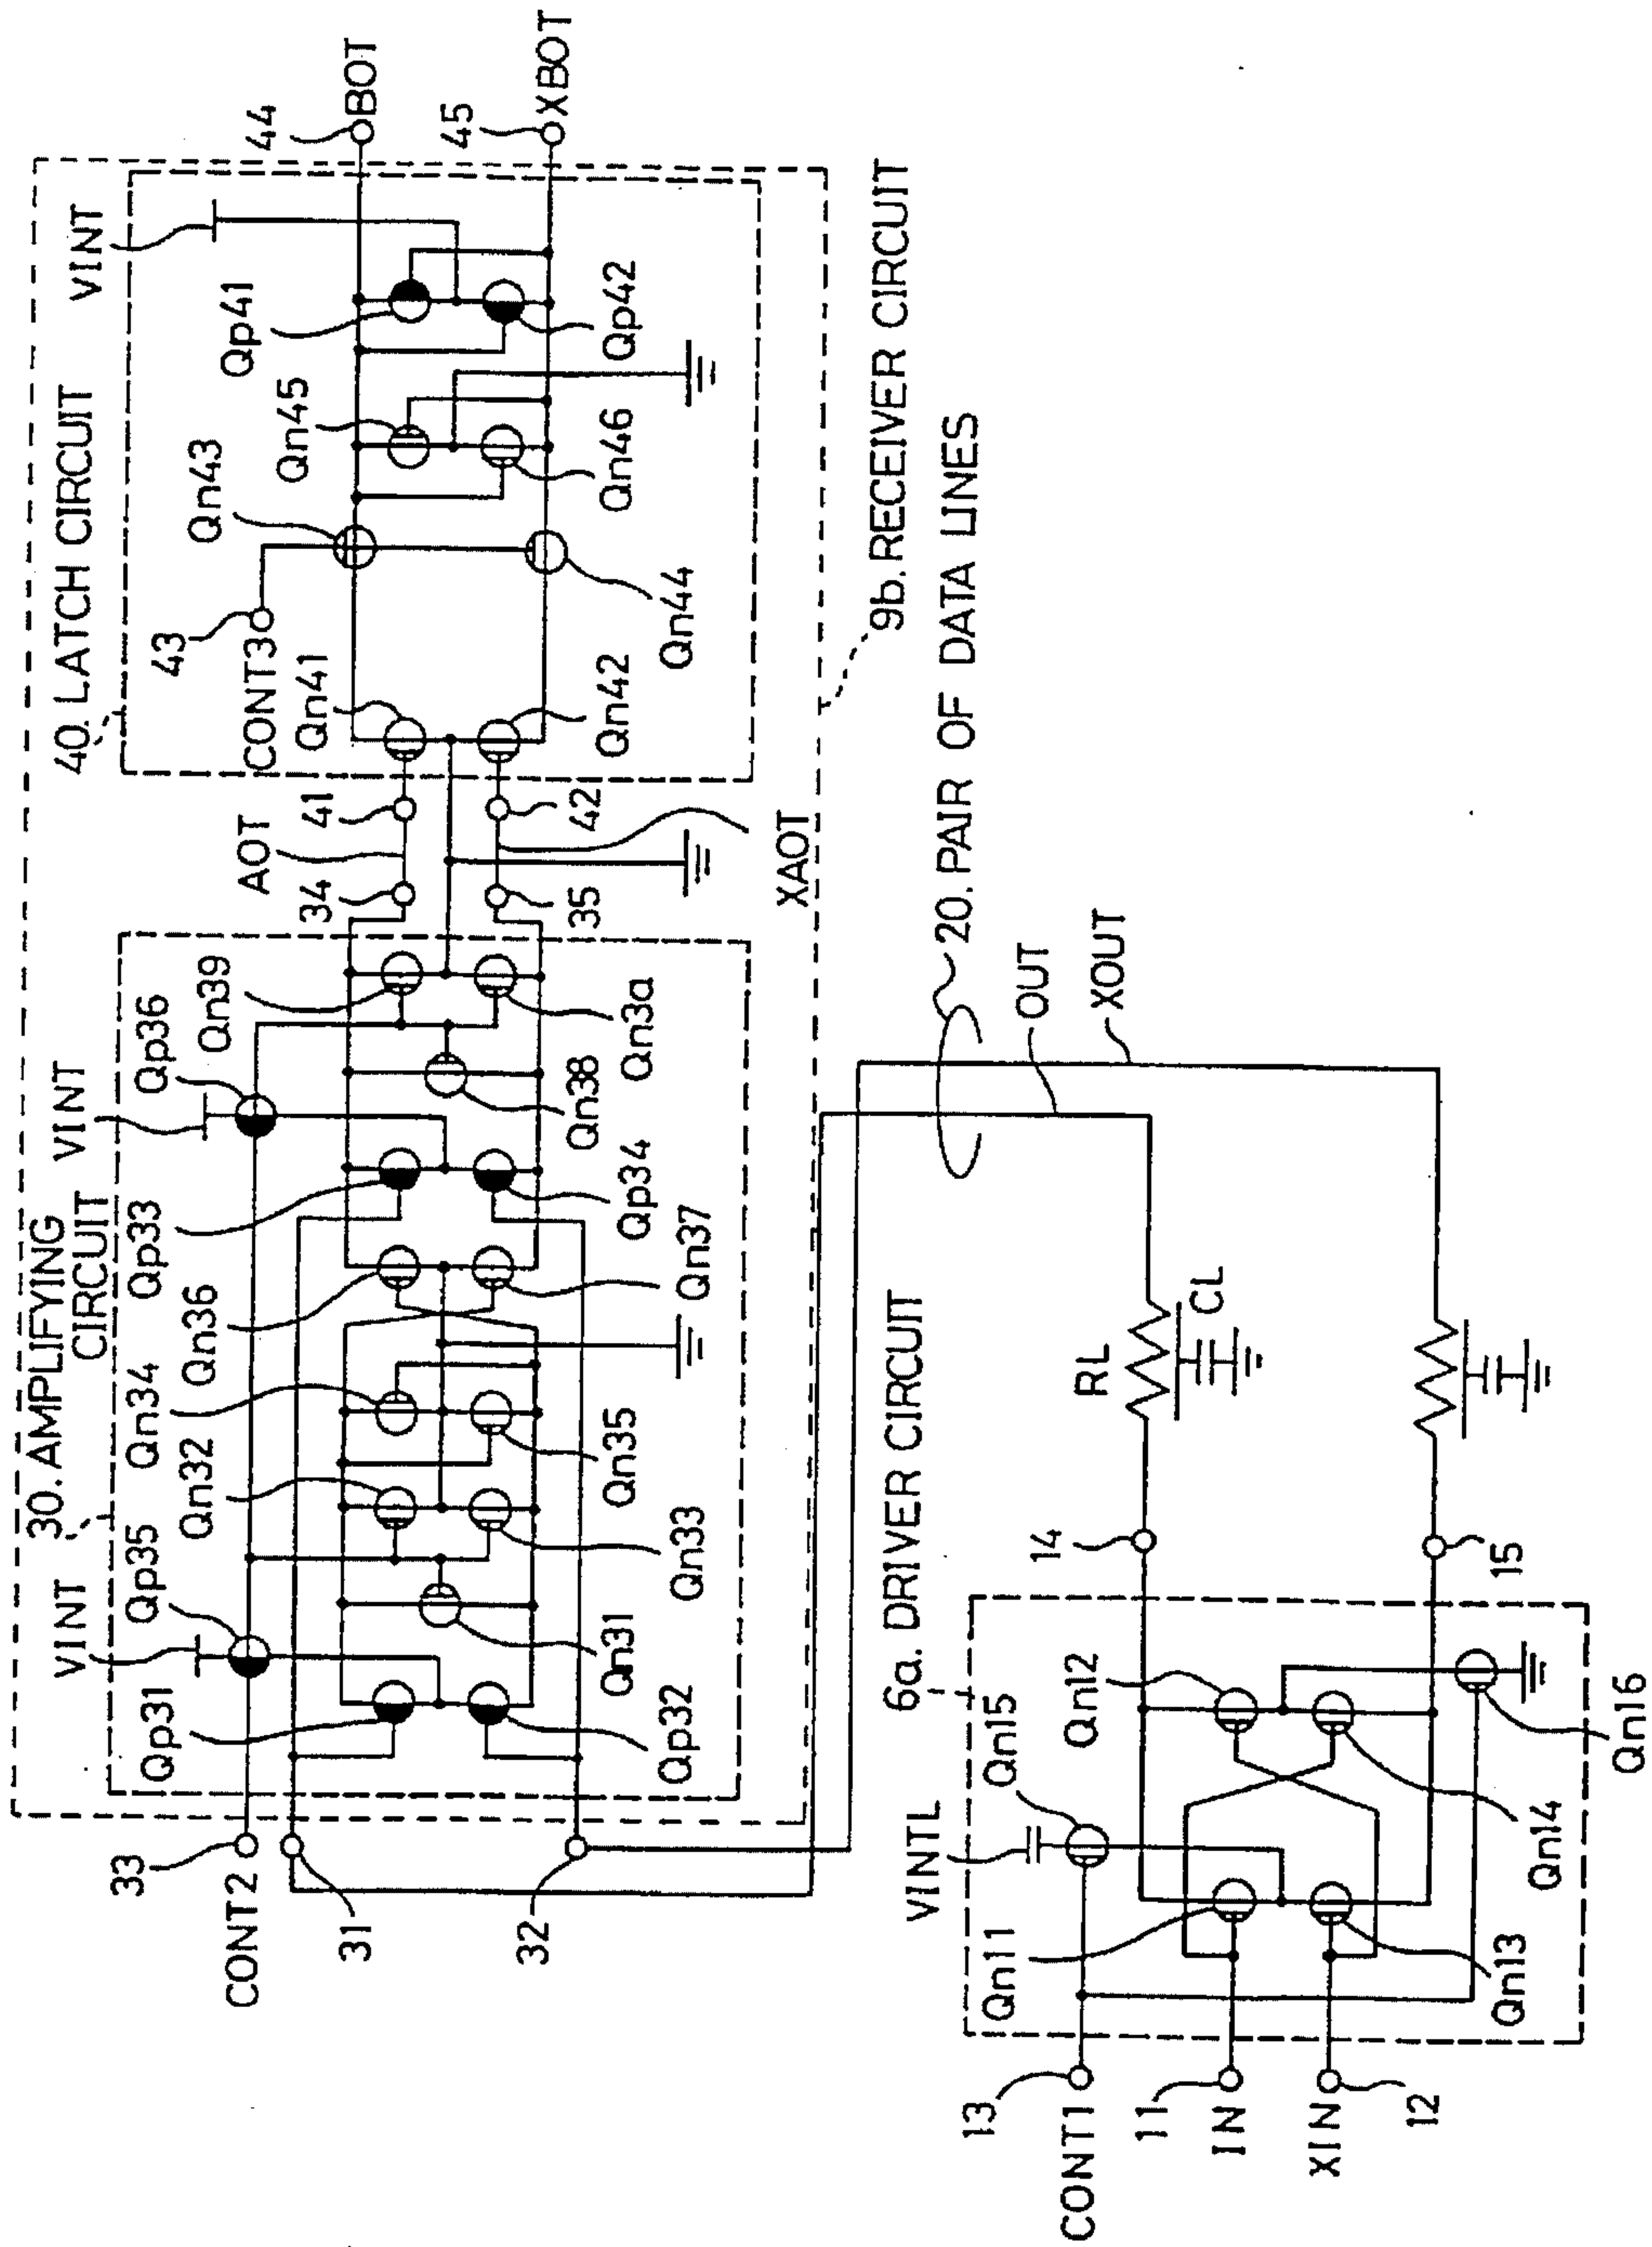 40. LATCH CIRCUIT
VINT
43
CONT3
Qn43
Qn45
Qp41
44
BOT
Qn41
Qn42
Qn44
Qn46
Qp42
45
XBOT
9b. RECEIVER CIRCUIT
30. AMPLIFYING
CIRCUIT
VINT
VINT
33
CONT2
Qp35
Qp31
Qn32
Qn34
Qn36
Qp33
Qp36
Qn39
34
AOT
41
31
32
Qp32
Qn31
Qn33
Qn35
Qn37
Qp34
Qn38
Qn3a
35
42
XAOT
20. PAIR OF DATA LINES
OUT
XOUT
6a. DRIVER CIRCUIT
VINTL
Qn15
Qn12
14
RL
CL
13
CONT1
Qn11
11
IN
XIN
12
Qn13
Qn14
Qn16
15